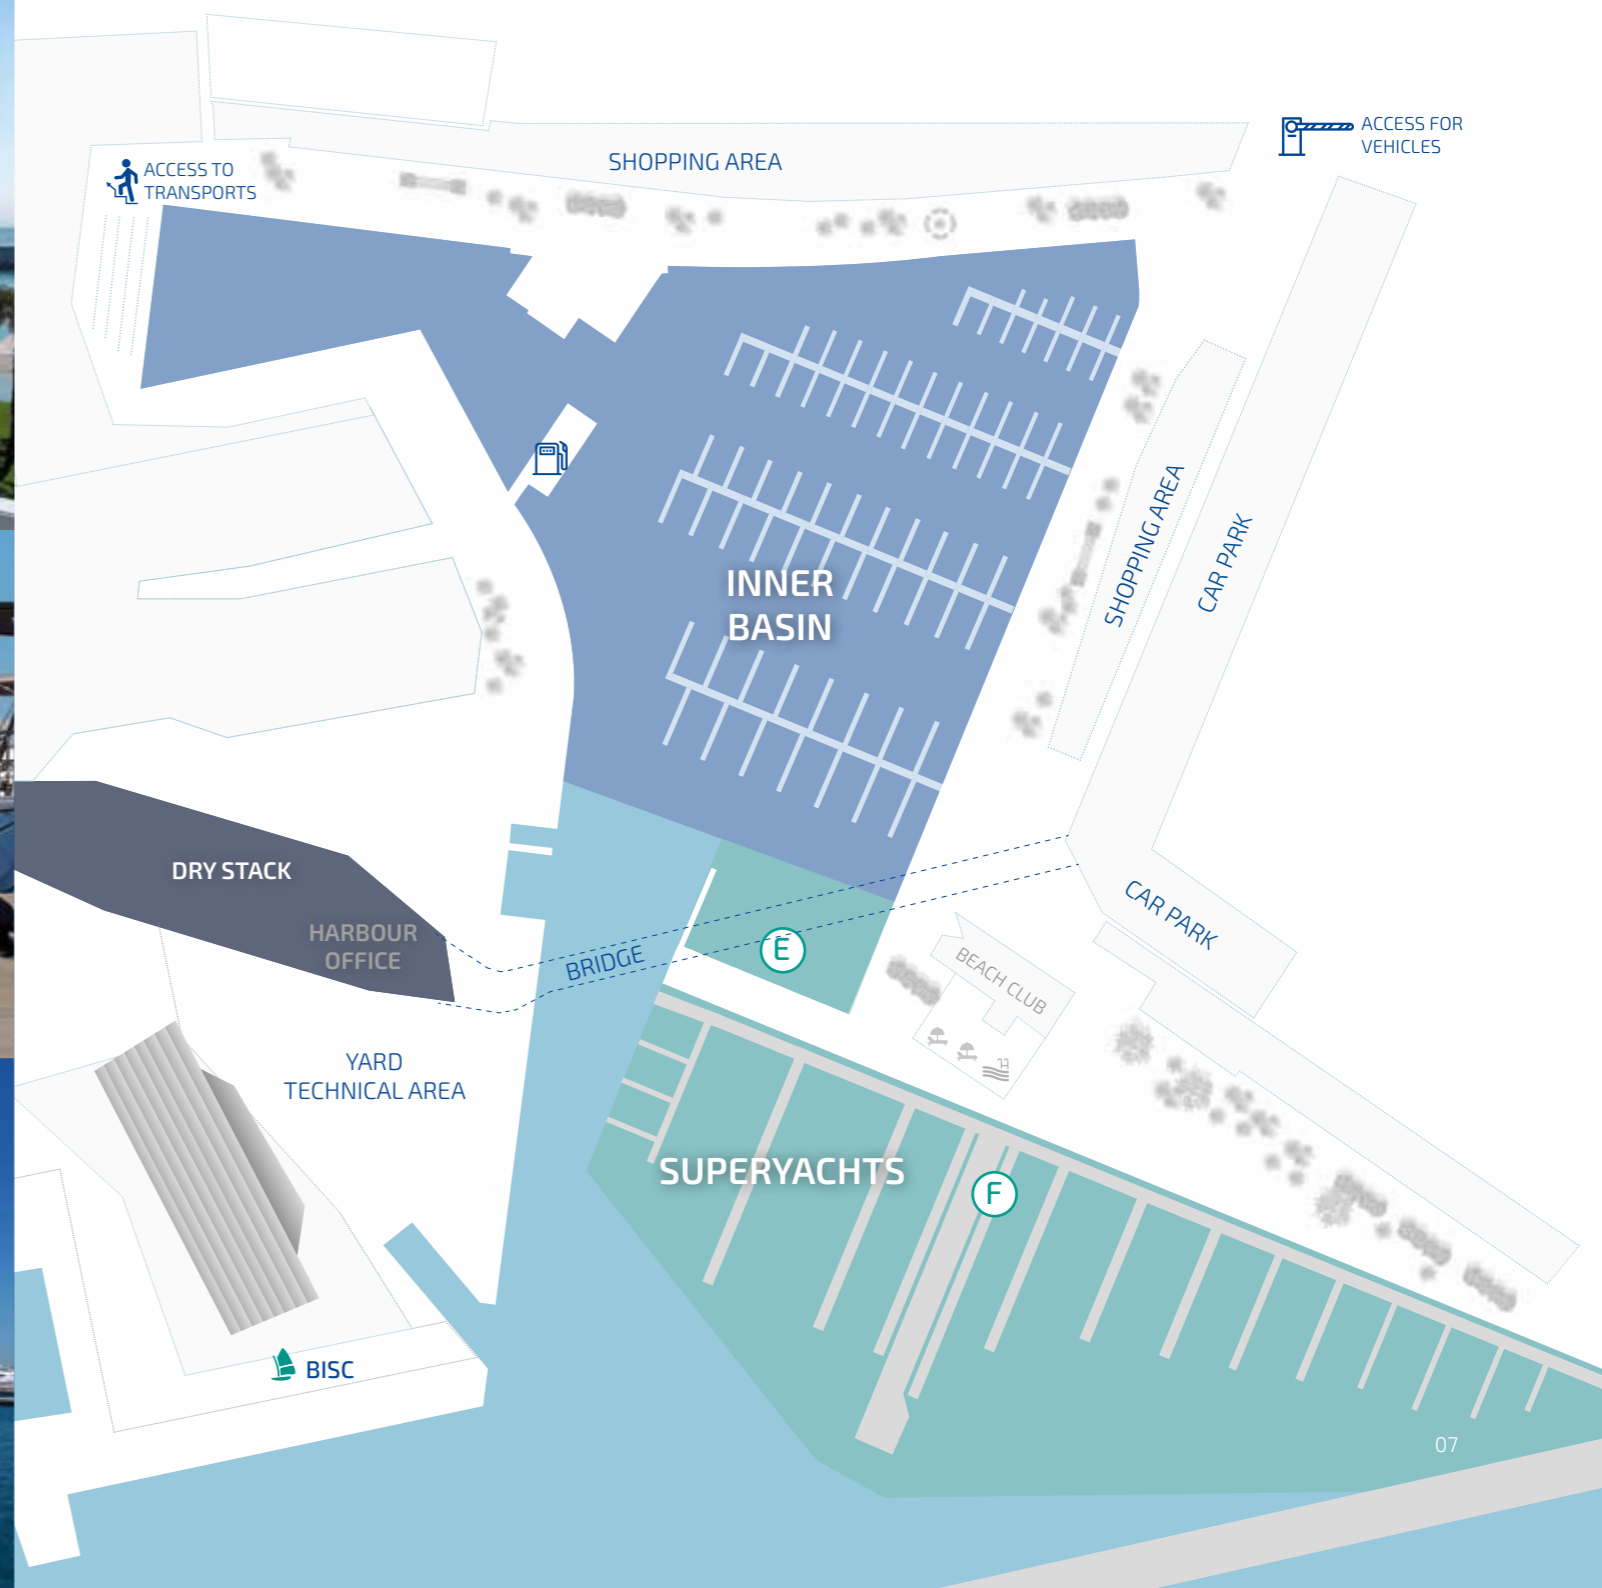 ACCESS FOR
VEHICLES
SHOPPING AREA
ACCESS TO
TRANSPORTS
SHOPPING AREA
CAR PARK
INNER
BASIN
DRY STACK
HARBOUR
OFFICE
BRIDGE
E
CAR PARK
BEACH CLUB
YARD
TECHNICAL AREA
SUPERYACHTS
F
BISC
07